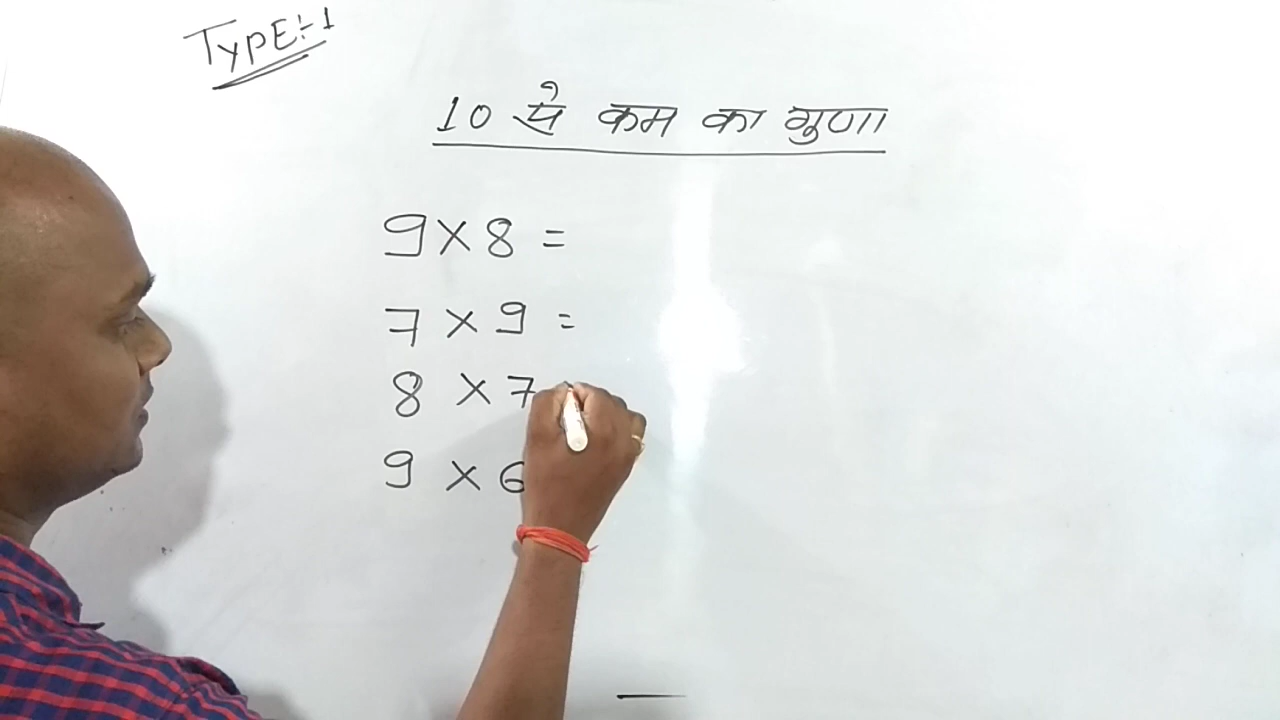 TYPE:-1
10 से कम का गुणा
9 × 8 =
7 × 9 =
8 × 7
9 × 6